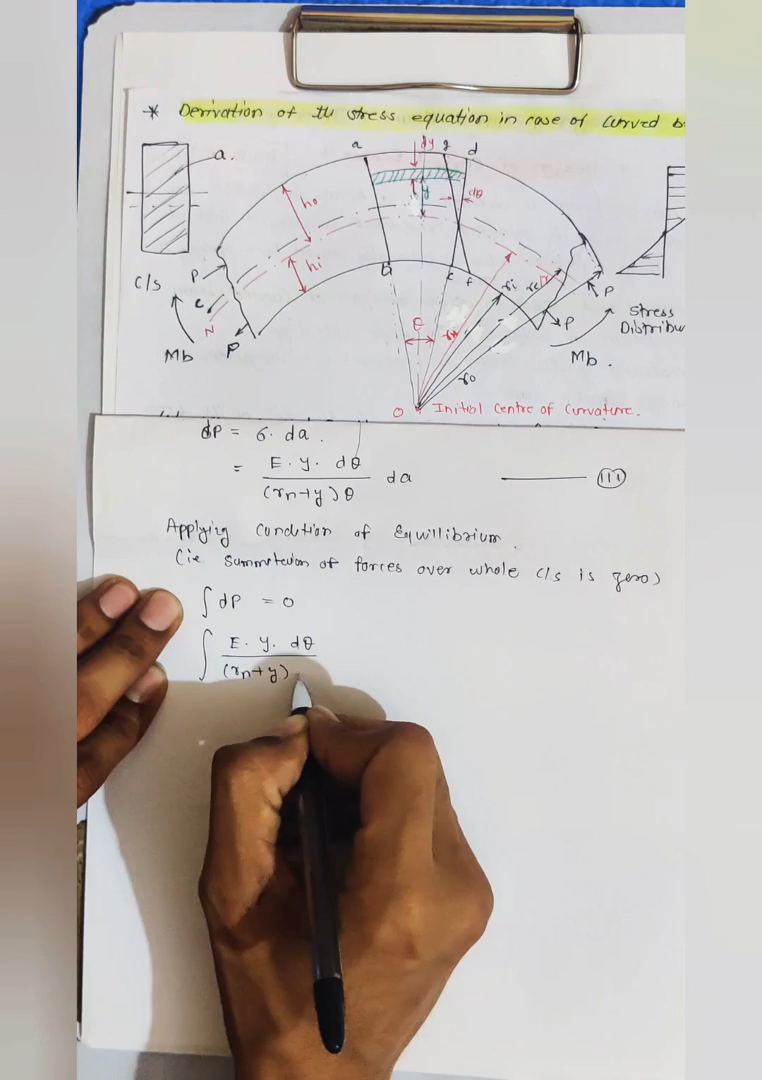 * Derivation of the stress equation in case of curved b
a g d
dy
a.
y
dθ
ho
hi
b c f
P
c/s
e
N
Mb
P
θ
rn
ri
rc
ro
P
P
Mb.
Stress
Distribu
O Initial Centre of Curvature.
dP = σ. da.
= E. y. dθ / (rn+y)θ da ——— (III)
Applying Condition of Equillibrium.
(ie Summation of forces over whole c/s is zero)
∫ dP = 0
∫ E. y. dθ / (rn+y)